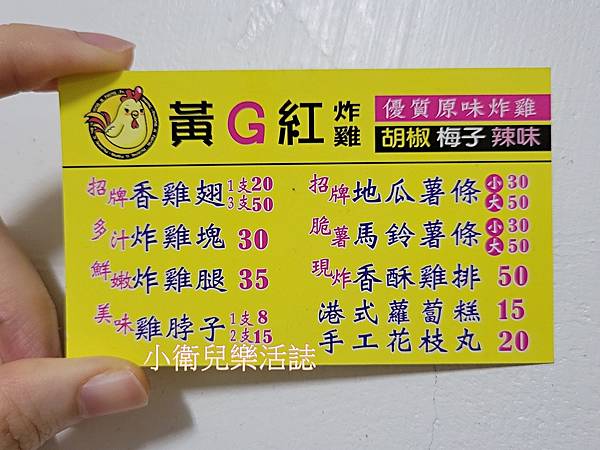 黃G紅炸雞
優質原味炸雞
胡椒 梅子 辣味
招牌香雞翅 1支20 3支50
多汁炸雞塊 30
鮮嫩炸雞腿 35
美味雞脖子 1支8 2支15
招牌地瓜薯條 小30 大50
脆薯馬鈴薯條 小30 大50
現炸香酥雞排 50
港式蘿蔔糕 15
手工花枝丸 20
小衛兒樂活誌